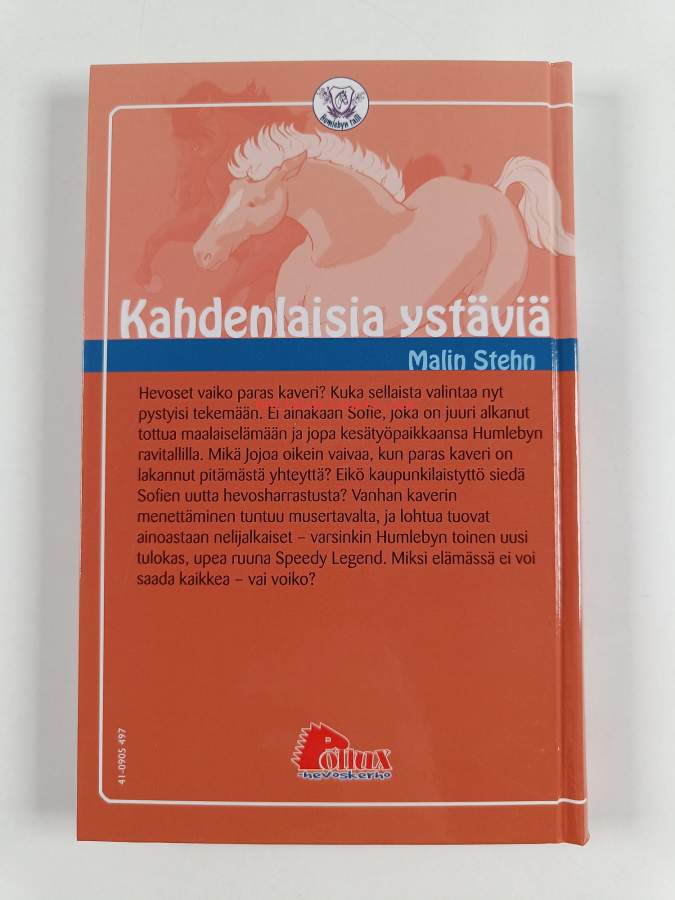 Humlebyn talli
Kahdenlaisia ystäviä
Malin Stehn
Hevoset vaiko paras kaveri? Kuka sellaista valintaa nyt
pystyisi tekemään. Ei ainakaan Sofie, joka on juuri alkanut
tottua maalaiselämään ja jopa kesätyöpaikkaansa Humlebyn
ravitallilla. Mikä Jojoa oikein vaivaa, kun paras kaveri on
lakannut pitämästä yhteyttä? Eikö kaupunkilaistyttö siedä
Sofien uutta hevosharrastusta? Vanhan kaverin
menettäminen tuntuu musertavalta, ja lohtua tuovat
ainoastaan nelijalkaiset – varsinkin Humlebyn toinen uusi
tulokas, upea ruuna Speedy Legend. Miksi elämässä ei voi
saada kaikkea – vai voiko?
41-0905 497
Pollux
-hevoskerho